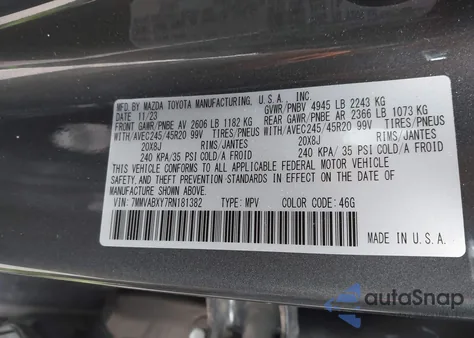 MFD. BY MAZDA TOYOTA MANUFACTURING, U.S.A., INC.
DATE: 11/23 GVWR/PNBV 4945 LB 2243 KG
FRONT GAWR/PNBE AV 2606 LB 1182 KG REAR GAWR/PNBE AR 2366 LB 1073 KG
WITH/AVEC245/45R20 99V TIRES/PNEUS WITH/AVEC245/45R20 99V TIRES/PNEUS
20X8J RIMS/JANTES 20X8J RIMS/JANTES
240 KPA/35 PSI COLD/A FROID 240 KPA/35 PSI COLD/A FROID
THIS VEHICLE CONFORMS TO ALL APPLICABLE FEDERAL MOTOR VEHICLE
SAFETY AND THEFT PREVENTION STANDARDS IN EFFECT ON THE DATE OF
MANUFACTURE SHOWN ABOVE.
VIN: 7MMVABXY7RN181382 TYPE: MPV COLOR CODE: 46G
MADE IN U.S.A.
autoSnap